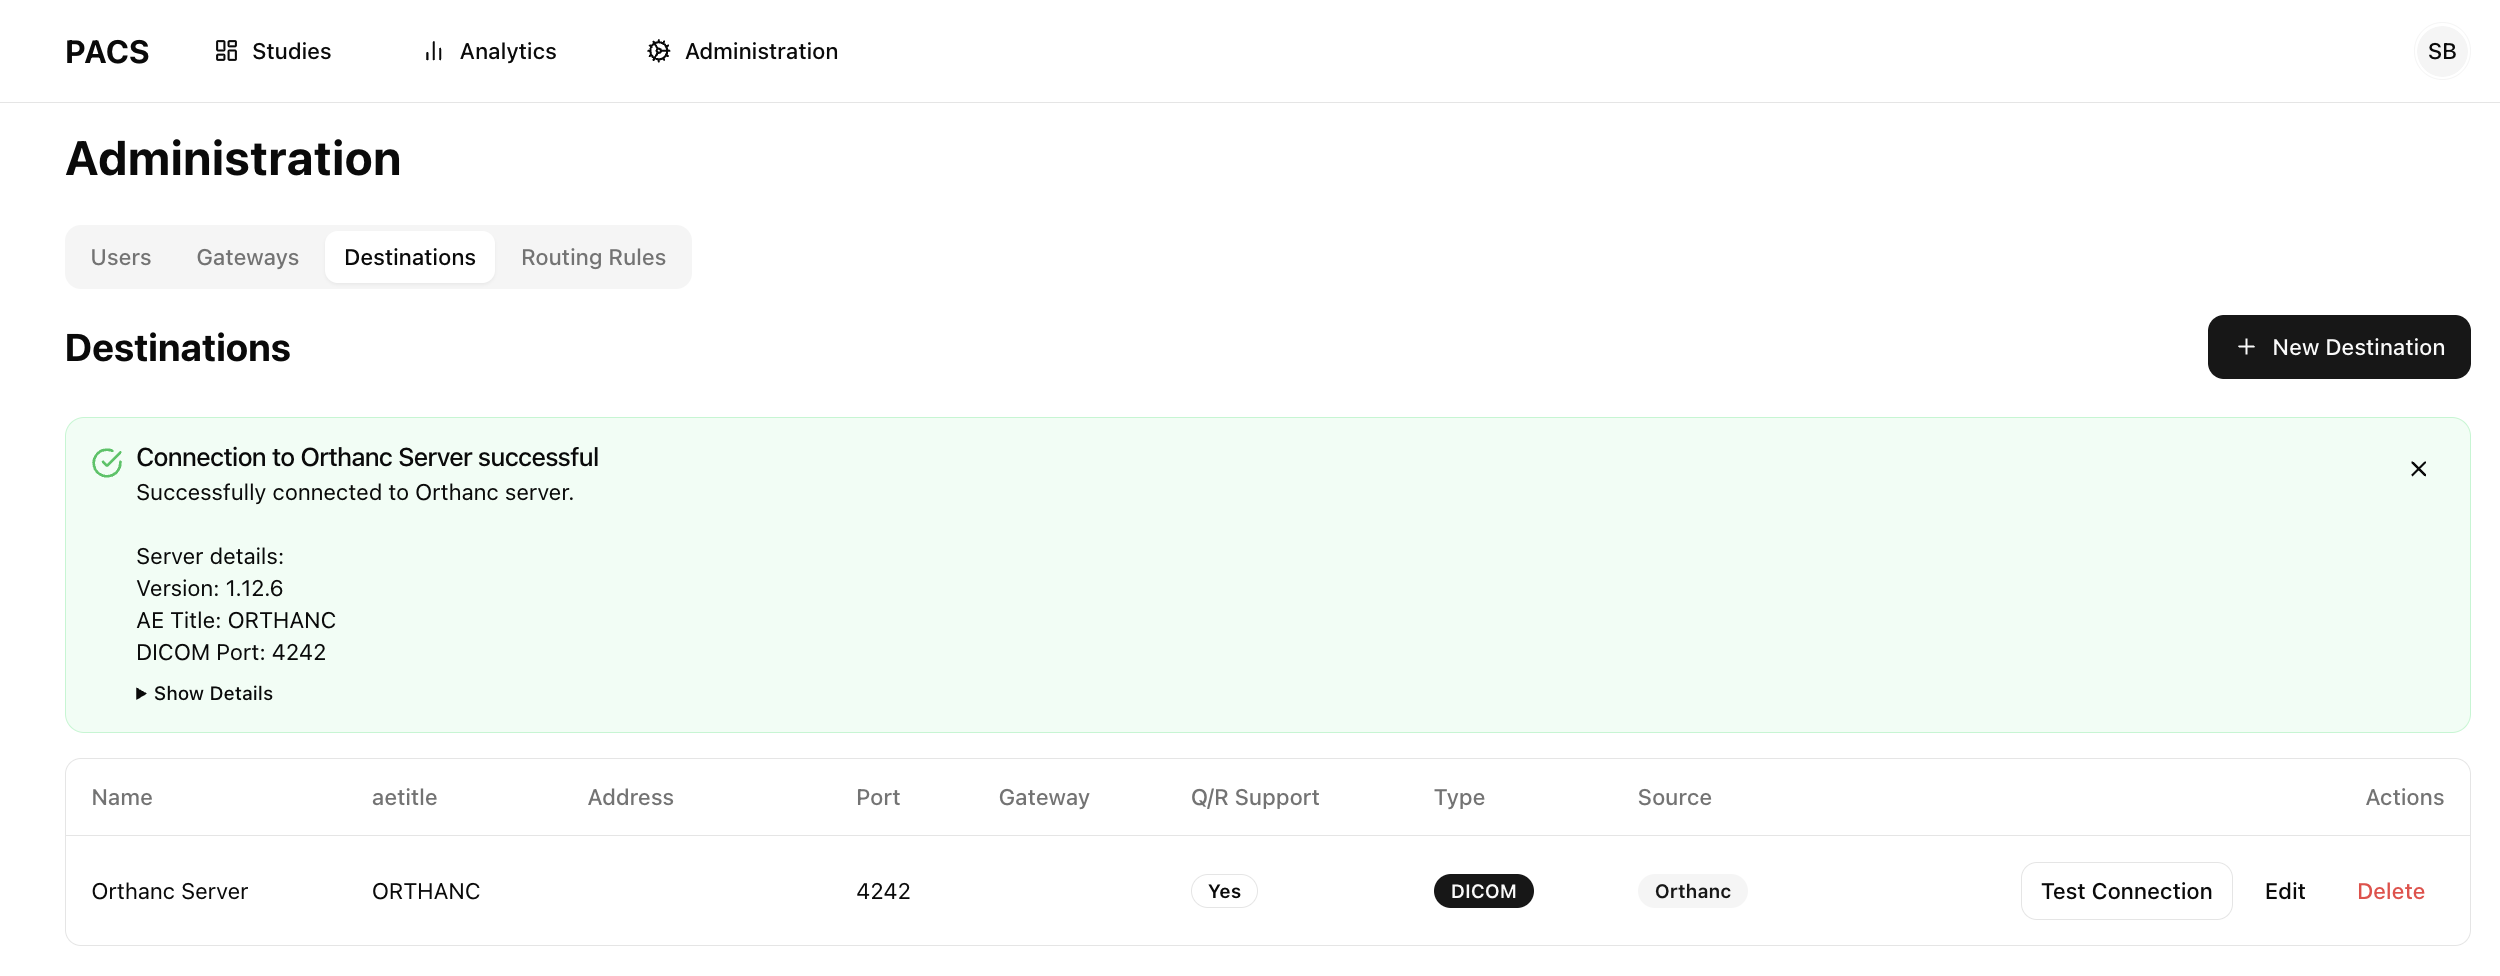 PACS Studies Analytics Administration SB
Administration
Users Gateways Destinations Routing Rules
Destinations
+ New Destination
Connection to Orthanc Server successful
Successfully connected to Orthanc server.
Server details:
Version: 1.12.6
AE Title: ORTHANC
DICOM Port: 4242
Show Details
Name aetitle Address Port Gateway Q/R Support Type Source Actions
Orthanc Server ORTHANC 4242 Yes DICOM Orthanc Test Connection Edit Delete